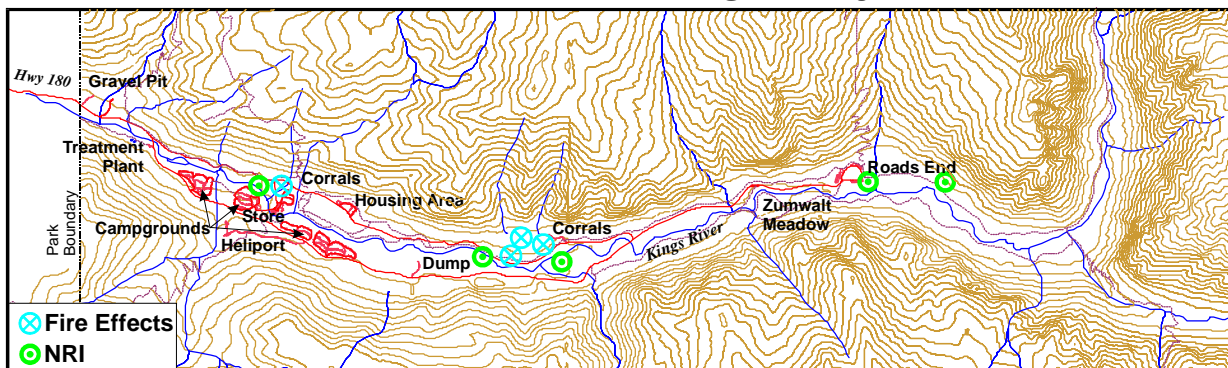 Hwy 180
Gravel Pit
Treatment
Plant
Corrals
Roads End
Housing Area
Store
Campgrounds
Heliport
Park
Boundary
Corrals
Zumwalt
Meadow
Kings River
Dump
Fire Effects
NRI